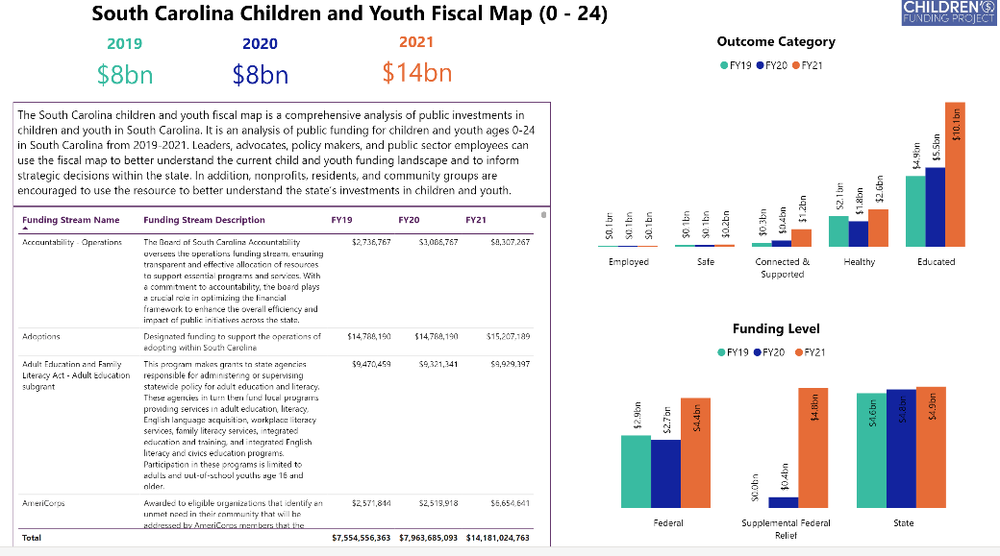 South Carolina Children and Youth Fiscal Map (0 - 24)
CHILDREN'S
FUNDING PROJECT
2019
2020
2021
$8bn
$8bn
$14bn
The South Carolina children and youth fiscal map is a comprehensive analysis of public investments in
children and youth in South Carolina. It is an analysis of public funding for children and youth ages 0-24
in South Carolina from 2019-2021. Leaders, advocates, policy makers, and public sector employees can
use the fiscal map to better understand the current child and youth funding landscape and to inform
strategic decisions within the state. In addition, nonprofits, residents, and community groups are
encouraged to use the resource to better understand the state's investments in children and youth.
Funding Stream Name Funding Stream Description FY19 FY20 FY21
Accountability - Operations The Board of South Carolina Accountability $2,736,767 $3,086,767 $8,307,267
oversees the operations funding stream, ensuring
transparent and effective allocation of resources
to support essential programs and services. With
a commitment to accountability, the board plays
a crucial role in optimizing the financial
framework to enhance the overall efficiency and
impact of public initiatives across the state.
Adoptions Designated funding to support the operations of $14,788,190 $14,788,190 $15,207,189
adopting within South Carolina
Adult Education and Family This program makes grants to state agencies $9,470,459 $9,321,341 $9,929,397
Literacy Act - Adult Education responsible for administering or supervising
subgrant statewide policy for adult education and literacy.
These agencies in turn then fund local programs
providing services in adult education, literacy,
English language acquisition, workplace literacy
services, family literacy services, integrated
education and training, and integrated English
literacy and civics education programs.
Participation in these programs is limited to
adults and out-of-school youths age 16 and
older.
AmeriCorps Awarded to eligible organizations that identify an $2,571,844 $2,519,918 $6,654,641
unmet need in their community that will be
addressed by AmeriCorps members that the
Total $7,554,556,363 $7,963,685,093 $14,181,024,763
Outcome Category
FY19 FY20 FY21
$0.1bn $0.1bn $0.1bn
$0.1bn $0.1bn $0.2bn
$0.3bn $0.4bn $1.2bn
$2.1bn $1.8bn $2.6bn
$4.9bn $5.5bn $10.1bn
Employed Safe Connected & Healthy Educated
Supported
Funding Level
FY19 FY20 FY21
$2.9bn $2.7bn $4.4bn
$0.0bn $0.4bn $4.8bn
$4.6bn $4.8bn $4.9bn
Federal Supplemental Federal State
Relief